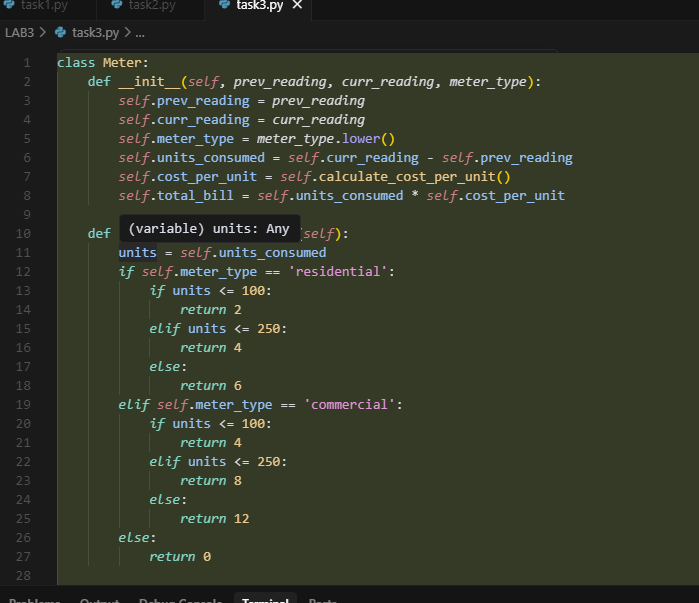 task1.py task2.py task3.py ×
LAB3 > task3.py > ...
1 class Meter:
2     def __init__(self, prev_reading, curr_reading, meter_type):
3         self.prev_reading = prev_reading
4         self.curr_reading = curr_reading
5         self.meter_type = meter_type.lower()
6         self.units_consumed = self.curr_reading - self.prev_reading
7         self.cost_per_unit = self.calculate_cost_per_unit()
8         self.total_bill = self.units_consumed * self.cost_per_unit
9
(variable) units: Any
10     def (self):
11         units = self.units_consumed
12         if self.meter_type == 'residential':
13             if units <= 100:
14                 return 2
15             elif units <= 250:
16                 return 4
17             else:
18                 return 6
19         elif self.meter_type == 'commercial':
20             if units <= 100:
21                 return 4
22             elif units <= 250:
23                 return 8
24             else:
25                 return 12
26         else:
27             return 0
28
Problems Output Debug Console Terminal Ports